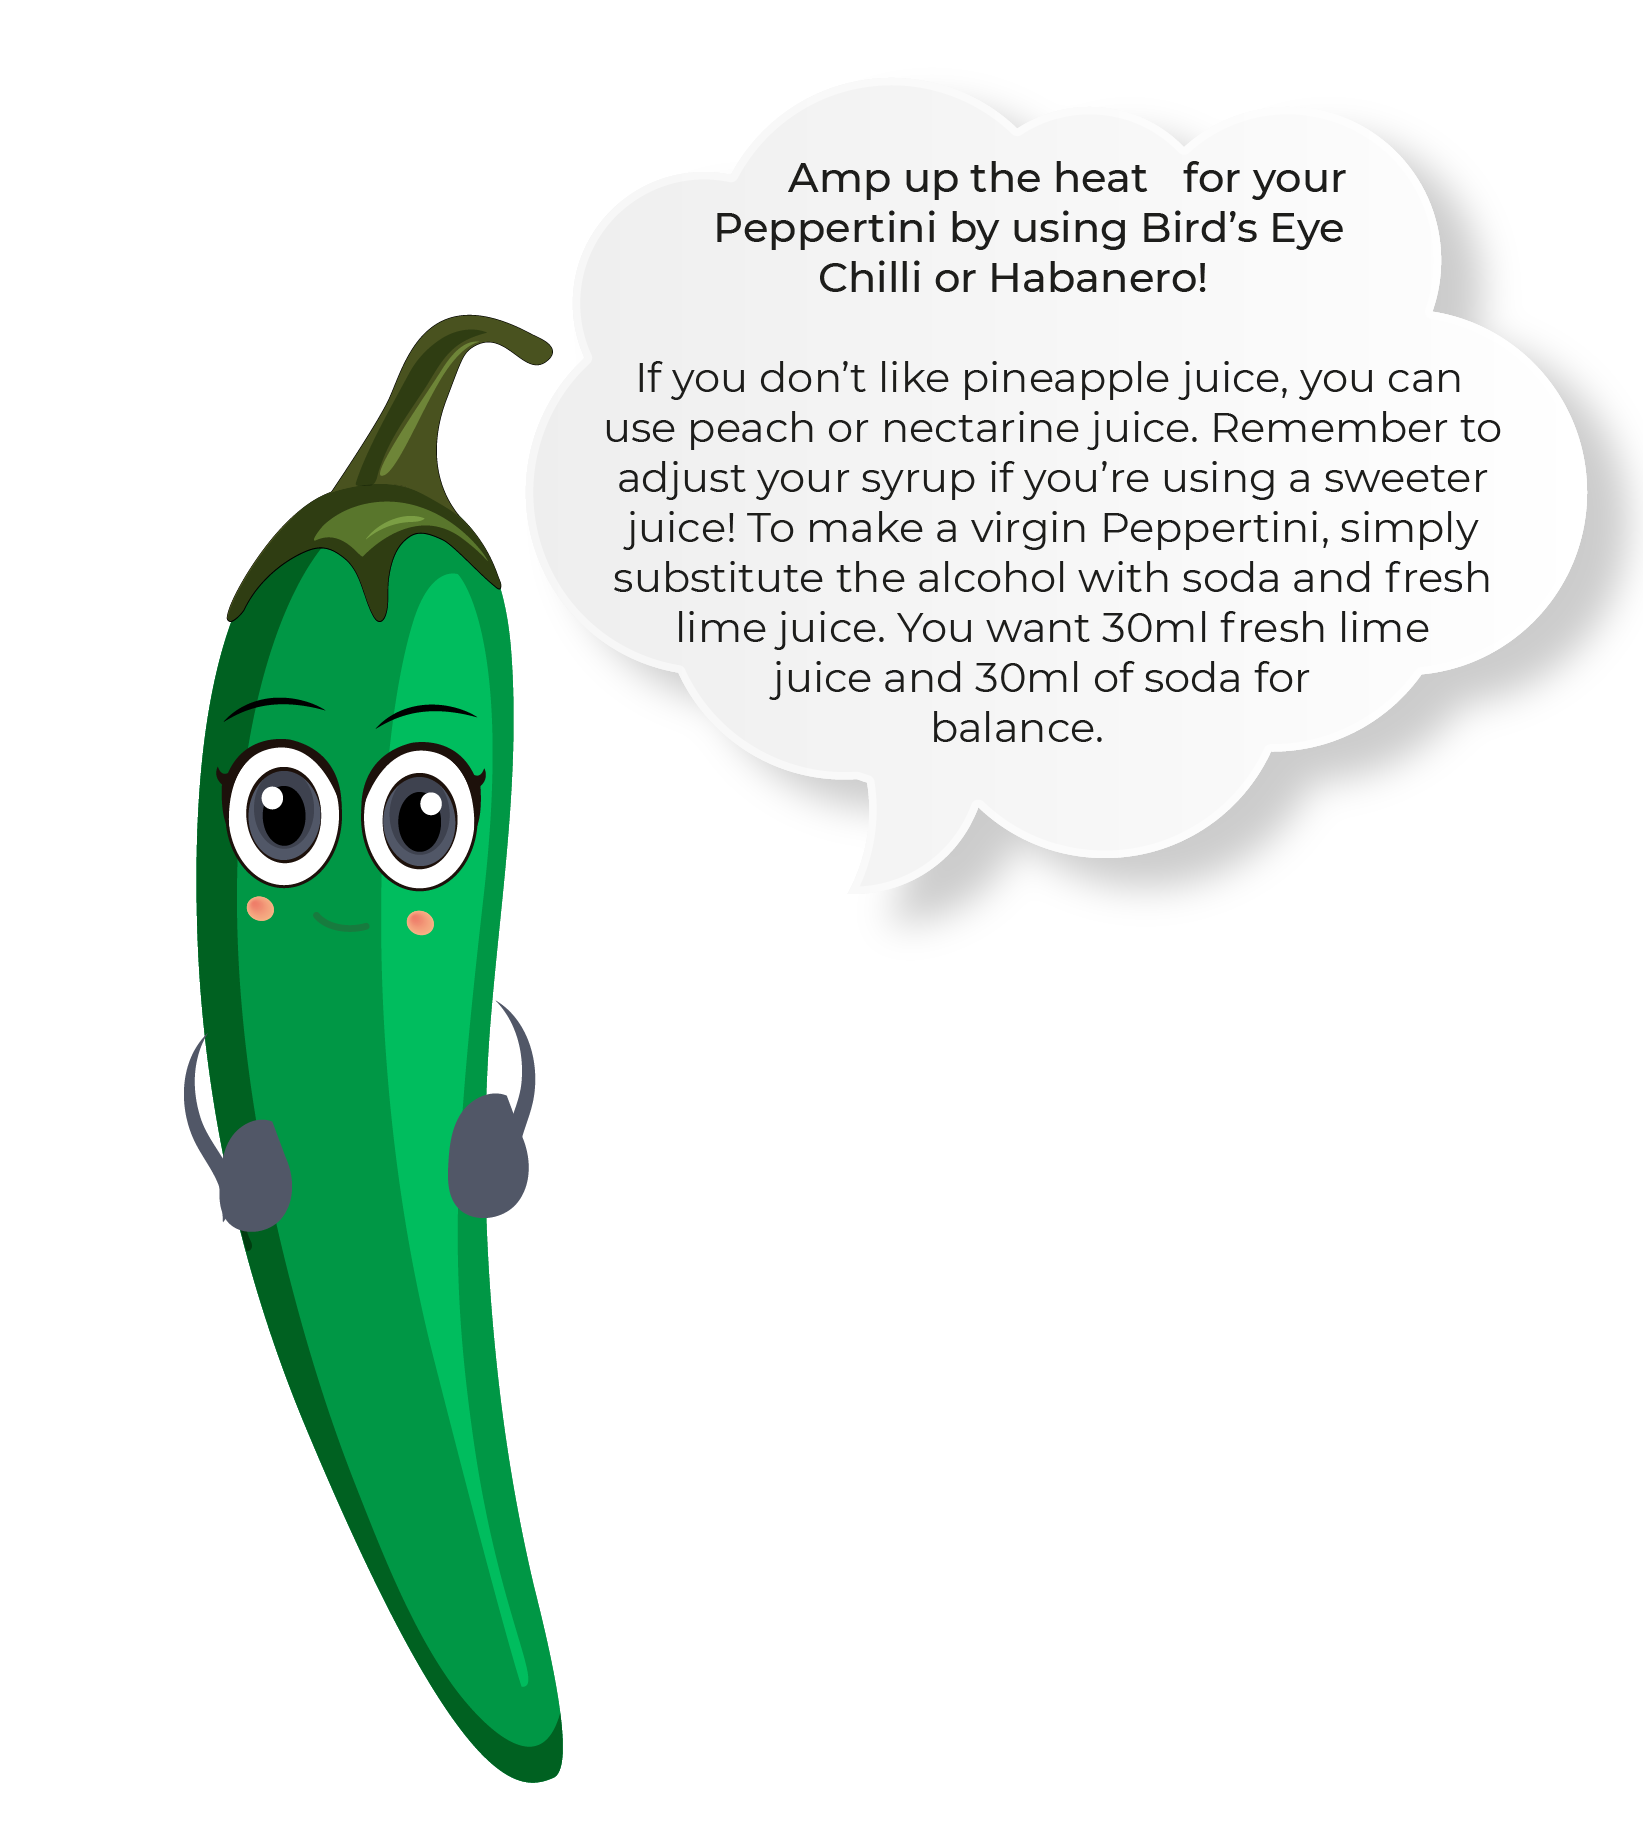 Amp up the heat   for your
Peppertini by using Bird’s Eye
Chilli or Habanero!
If you don’t like pineapple juice, you can
use peach or nectarine juice. Remember to
adjust your syrup if you’re using a sweeter
juice! To make a virgin Peppertini, simply
substitute the alcohol with soda and fresh
lime juice. You want 30ml fresh lime
juice and 30ml of soda for
balance.